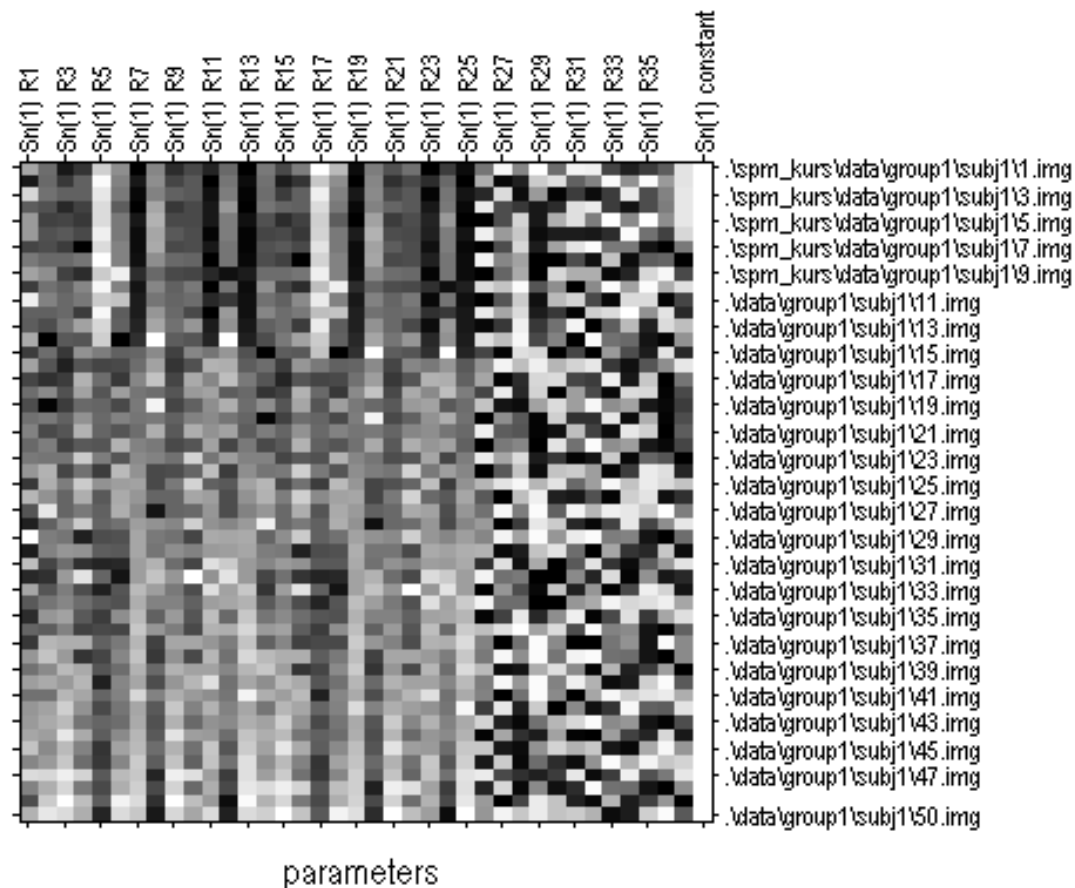 Sn(1) R1
Sn(1) R3
Sn(1) R5
Sn(1) R7
Sn(1) R9
Sn(1) R11
Sn(1) R13
Sn(1) R15
Sn(1) R17
Sn(1) R19
Sn(1) R21
Sn(1) R23
Sn(1) R25
Sn(1) R27
Sn(1) R29
Sn(1) R31
Sn(1) R33
Sn(1) R35
Sn(1) constant
.\spm_kurs\data\group1\subj1\1.img
.\spm_kurs\data\group1\subj1\3.img
.\spm_kurs\data\group1\subj1\5.img
.\spm_kurs\data\group1\subj1\7.img
.\spm_kurs\data\group1\subj1\9.img
.\data\group1\subj1\11.img
.\data\group1\subj1\13.img
.\data\group1\subj1\15.img
.\data\group1\subj1\17.img
.\data\group1\subj1\19.img
.\data\group1\subj1\21.img
.\data\group1\subj1\23.img
.\data\group1\subj1\25.img
.\data\group1\subj1\27.img
.\data\group1\subj1\29.img
.\data\group1\subj1\31.img
.\data\group1\subj1\33.img
.\data\group1\subj1\35.img
.\data\group1\subj1\37.img
.\data\group1\subj1\39.img
.\data\group1\subj1\41.img
.\data\group1\subj1\43.img
.\data\group1\subj1\45.img
.\data\group1\subj1\47.img
.\data\group1\subj1\50.img
parameters